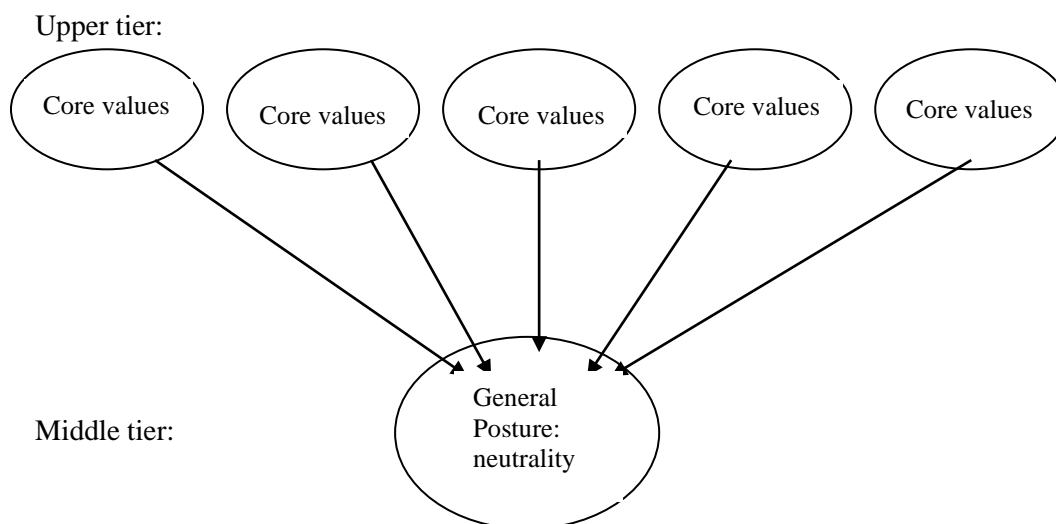 Upper tier:
Core values
Core values
Core values
Core values
Core values
General
Posture:
neutrality
Middle tier: